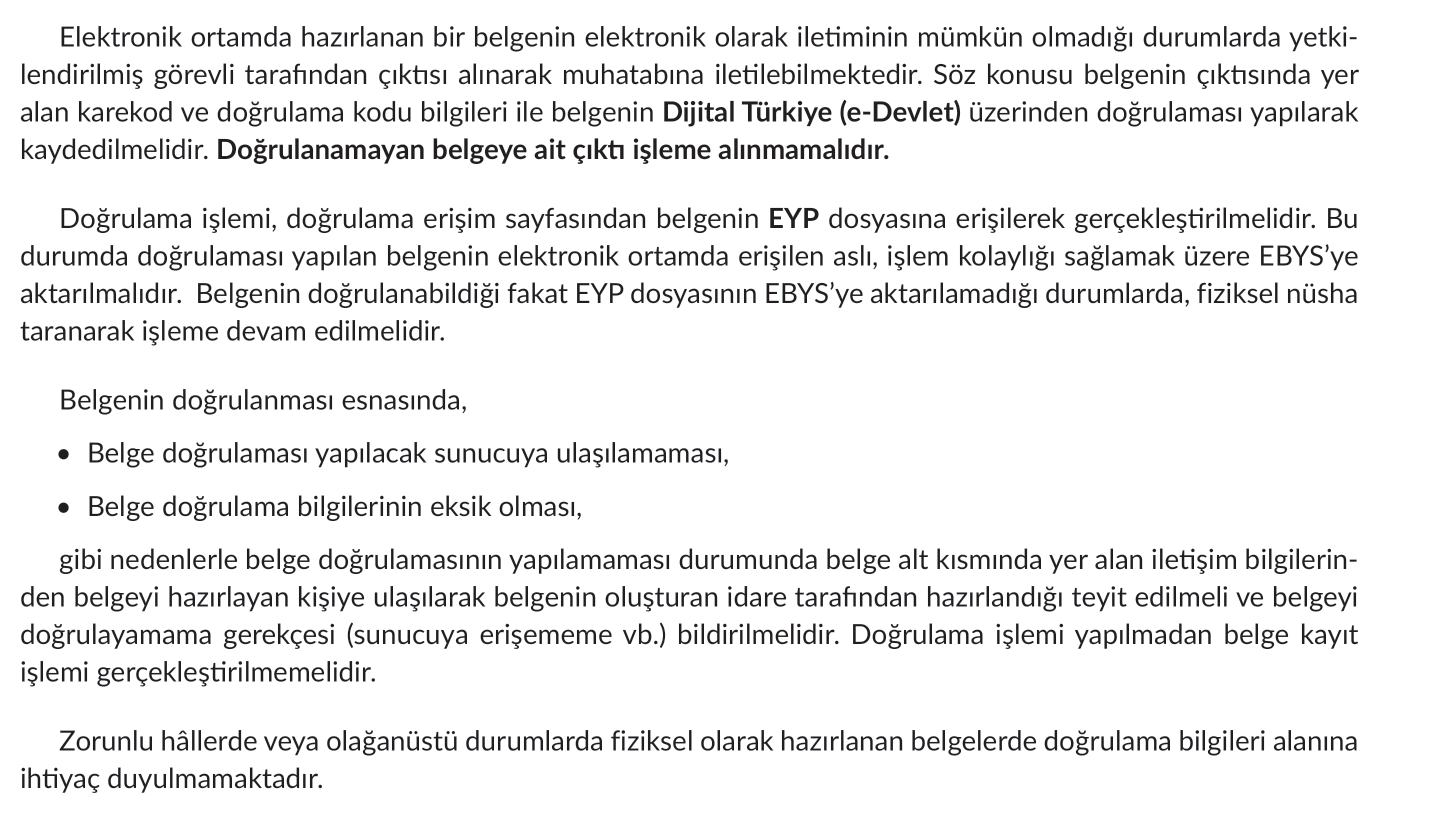 Elektronik ortamda hazırlanan bir belgenin elektronik olarak iletiminin mümkün olmadığı durumlarda yetki-
lendirilmiş görevli tarafından çıktısı alınarak muhatabına iletilebilmektedir. Söz konusu belgenin çıktısında yer
alan karekod ve doğrulama kodu bilgileri ile belgenin Dijital Türkiye (e-Devlet) üzerinden doğrulaması yapılarak
kaydedilmelidir. Doğrulanamayan belgeye ait çıktı işleme alınmamalıdır.
Doğrulama işlemi, doğrulama erişim sayfasından belgenin EYP dosyasına erişilerek gerçekleştirilmelidir. Bu
durumda doğrulaması yapılan belgenin elektronik ortamda erişilen aslı, işlem kolaylığı sağlamak üzere EBYS’ye
aktarılmalıdır.  Belgenin doğrulanabildiği fakat EYP dosyasının EBYS’ye aktarılamadığı durumlarda, fiziksel nüsha
taranarak işleme devam edilmelidir.
Belgenin doğrulanması esnasında,
• Belge doğrulaması yapılacak sunucuya ulaşılamaması,
• Belge doğrulama bilgilerinin eksik olması,
gibi nedenlerle belge doğrulamasının yapılamaması durumunda belge alt kısmında yer alan iletişim bilgilerin-
den belgeyi hazırlayan kişiye ulaşılarak belgenin oluşturan idare tarafından hazırlandığı teyit edilmeli ve belgeyi
doğrulayamama gerekçesi (sunucuya erişememe vb.) bildirilmelidir. Doğrulama işlemi yapılmadan belge kayıt
işlemi gerçekleştirilmemelidir.
Zorunlu hâllerde veya olağanüstü durumlarda fiziksel olarak hazırlanan belgelerde doğrulama bilgileri alanına
ihtiyaç duyulmamaktadır.